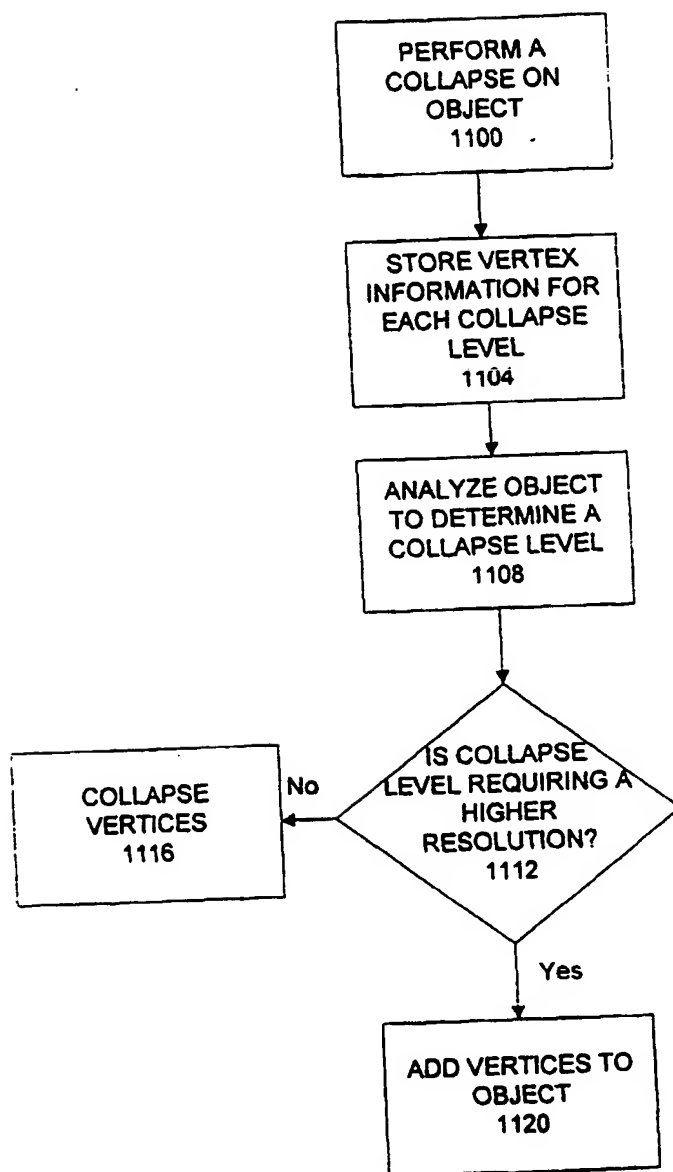 PERFORM A
COLLAPSE ON
OBJECT
1100
STORE VERTEX
INFORMATION FOR
EACH COLLAPSE
LEVEL
1104
ANALYZE OBJECT
TO DETERMINE A
COLLAPSE LEVEL
1108
IS COLLAPSE
LEVEL REQUIRING A
HIGHER
RESOLUTION?
1112
No
COLLAPSE
VERTICES
1116
Yes
ADD VERTICES TO
OBJECT
1120